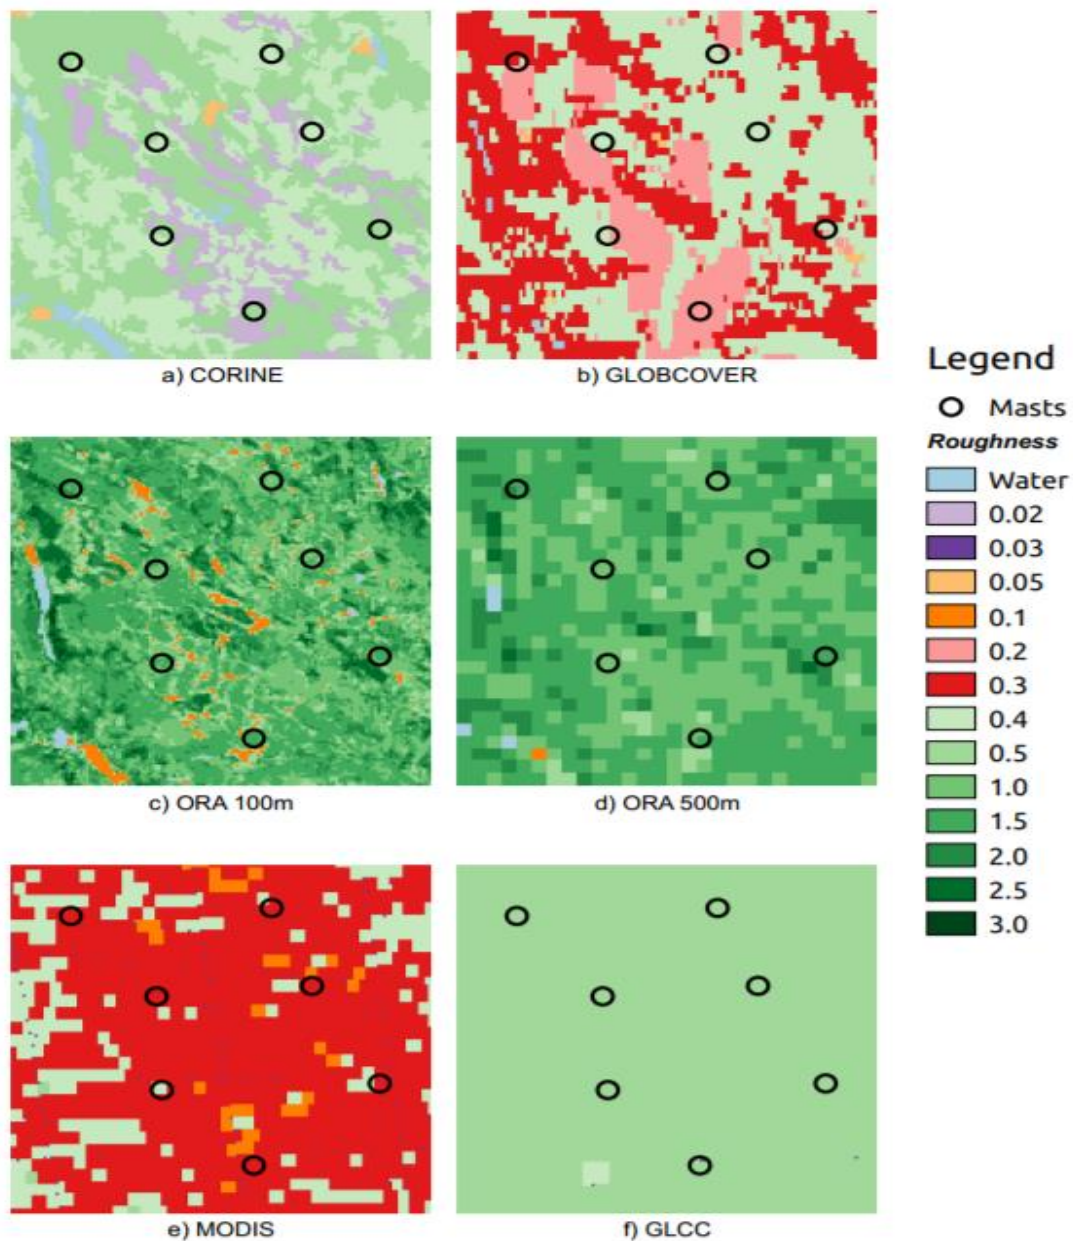 a) CORINE
b) GLOBCOVER
Legend
Masts
Roughness
Water
0.02
0.03
0.05
0.1
0.2
0.3
0.4
0.5
1.0
1.5
2.0
2.5
3.0
c) ORA 100m
d) ORA 500m
e) MODIS
f) GLCC